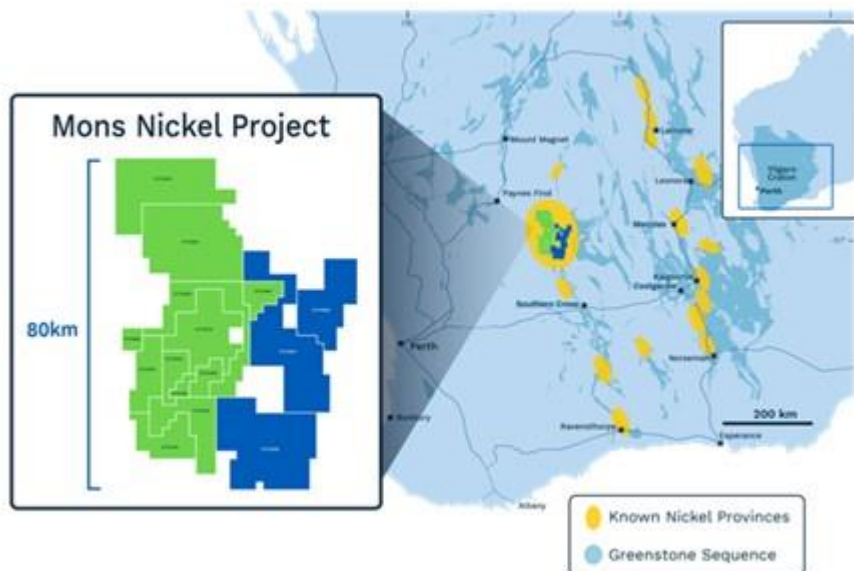 Mons Nickel Project
80km
Mount Magnet
Paynes Find
Leinster
Leonora
Menzies
Kalgoorlie
Coolgardie
Southern Cross
Perth
Norseman
Bunbury
Ravensthorpe
Esperance
Albany
200 km
Yilgarn
Craton
Perth
Known Nickel Provinces
Greenstone Sequence